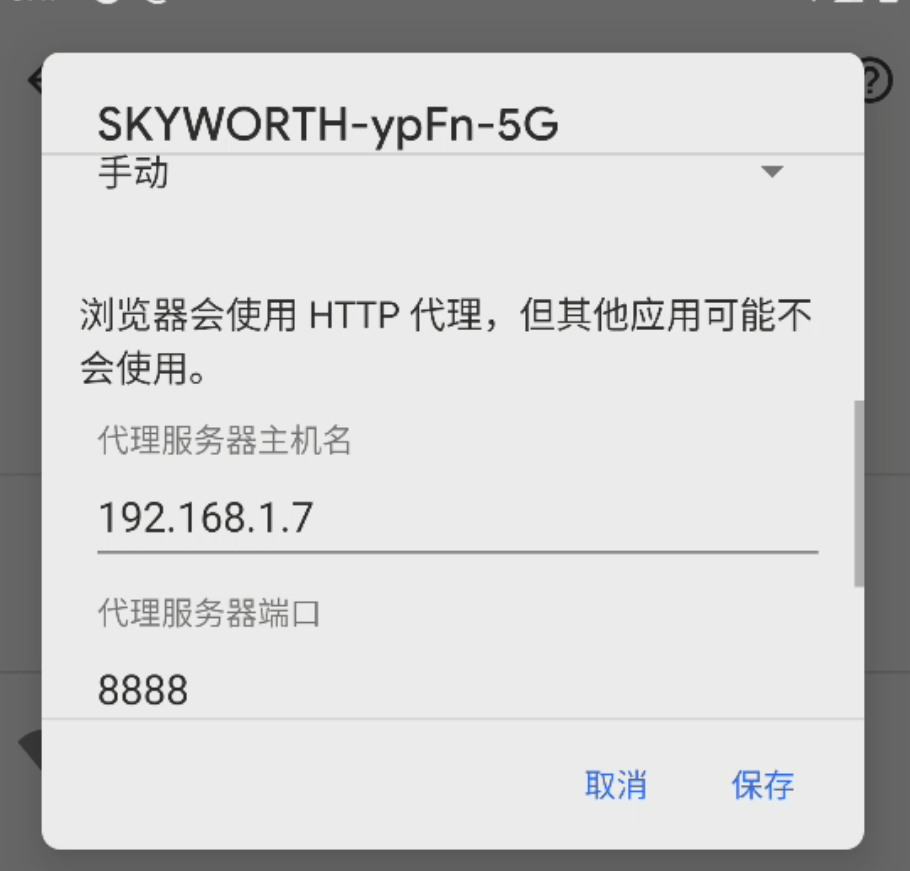 SKYWORTH-ypFn-5G
手动
浏览器会使用 HTTP 代理，但其他应用可能不
会使用。
代理服务器主机名
192.168.1.7
代理服务器端口
8888
取消 保存